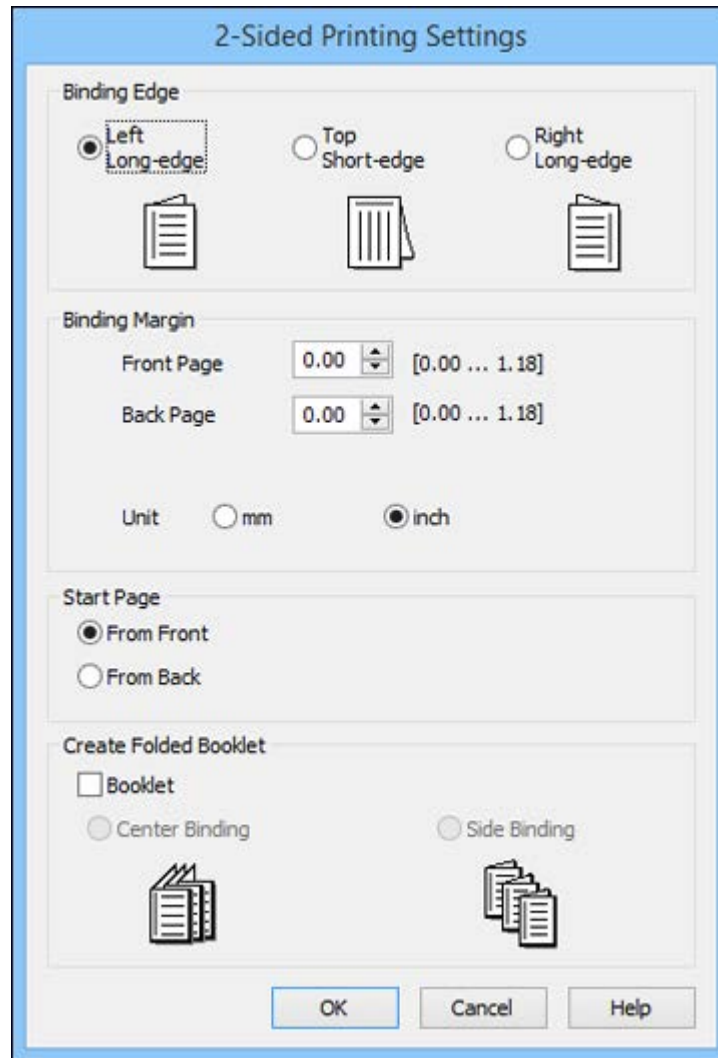 2-Sided Printing Settings
Binding Edge
Left
Long-edge
Top
Short-edge
Right
Long-edge
Binding Margin
Front Page 0.00 [0.00 ... 1.18]
Back Page 0.00 [0.00 ... 1.18]
Unit mm inch
Start Page
From Front
From Back
Create Folded Booklet
Booklet
Center Binding Side Binding
OK Cancel Help